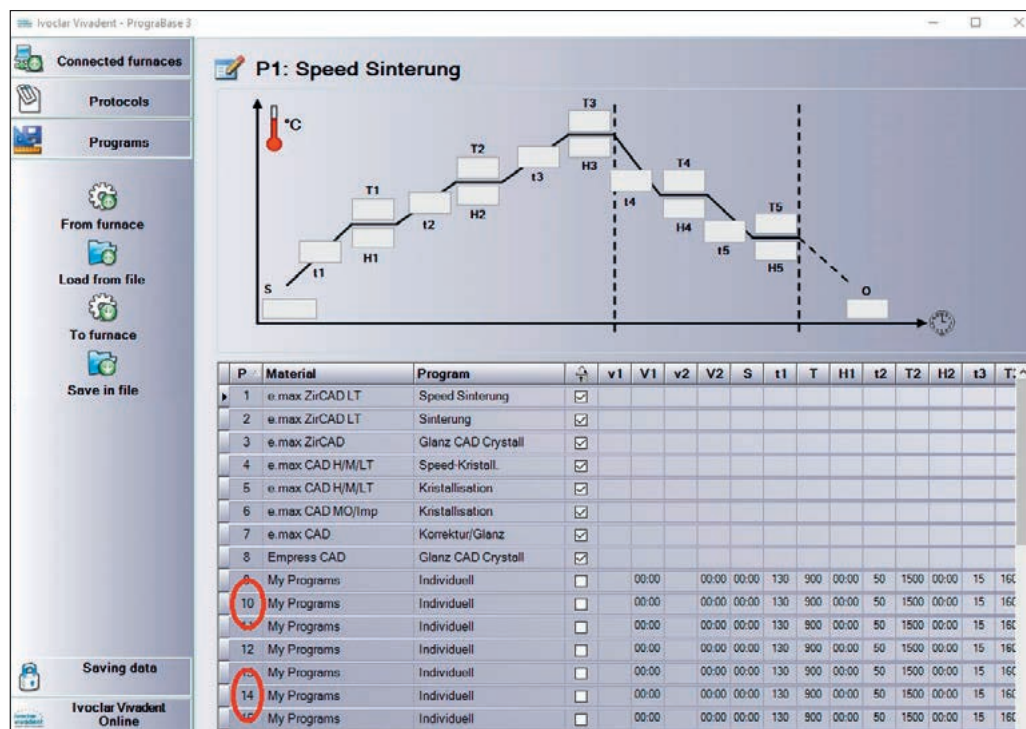 Ivoclar Vivadent - PrograBase 3
Connected furnaces
Protocols
Programs
From furnace
Load from file
To furnace
Save in file
Saving data
Ivoclar Vivadent
Online
P1: Speed Sinterung
°C
T3
H3
T2
H2
t3
T1
H1
t2
t1
S
t4
T4
H4
t5
T5
H5
O
P Material Program v1 V1 v2 V2 S t1 T H1 t2 T2 H2 t3
1 e.max ZirCAD LT Speed Sinterung
2 e.max ZirCAD LT Sinterung
3 e.max ZirCAD Glanz CAD Crystall
4 e.max CAD H/M/LT Speed-Kristall.
5 e.max CAD H/M/LT Kristallisation
6 e.max CAD MO/Imp Kristallisation
7 e.max CAD Korrektur/Glanz
8 Empress CAD Glanz CAD Crystall
9 My Programs Individuell 00:00 00:00 00:00 130 900 00:00 50 1500 00:00 15
10 My Programs Individuell 00:00 00:00 00:00 130 900 00:00 50 1500 00:00 15
11 My Programs Individuell 00:00 00:00 00:00 130 900 00:00 50 1500 00:00 15
12 My Programs Individuell 00:00 00:00 00:00 130 900 00:00 50 1500 00:00 15
13 My Programs Individuell 00:00 00:00 00:00 130 900 00:00 50 1500 00:00 15
14 My Programs Individuell 00:00 00:00 00:00 130 900 00:00 50 1500 00:00 15
15 My Programs Individuell 00:00 00:00 00:00 130 900 00:00 50 1500 00:00 15